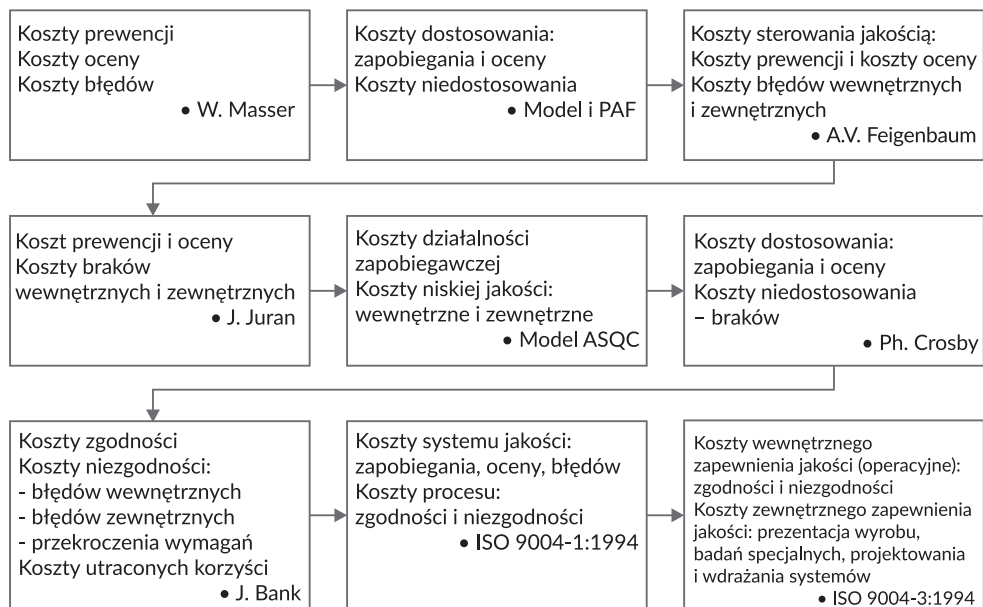 Koszty prewencji
Koszty oceny
Koszty błędów
• W. Masser
Koszty dostosowania:
zapobiegania i oceny
Koszty niedostosowania
• Model i PAF
Koszty sterowania jakością:
Koszty prewencji i koszty oceny
Koszty błędów wewnętrznych
i zewnętrznych
• A.V. Feigenbaum
Koszt prewencji i oceny
Koszty braków
wewnętrznych i zewnętrznych
• J. Juran
Koszty działalności
zapobiegawczej
Koszty niskiej jakości:
wewnętrzne i zewnętrzne
• Model ASQC
Koszty dostosowania:
zapobiegania i oceny
Koszty niedostosowania
– braków
• Ph. Crosby
Koszty zgodności
Koszty niezgodności:
- błędów wewnętrznych
- błędów zewnętrznych
- przekroczenia wymagań
Koszty utraconych korzyści
• J. Bank
Koszty systemu jakości:
zapobiegania, oceny, błędów
Koszty procesu:
zgodności i niezgodności
• ISO 9004-1:1994
Koszty wewnętrznego
zapewnienia jakości (operacyjne):
zgodności i niezgodności
Koszty zewnętrznego zapewnienia
jakości: prezentacja wyrobu,
badań specjalnych, projektowania
i wdrażania systemów
• ISO 9004-3:1994